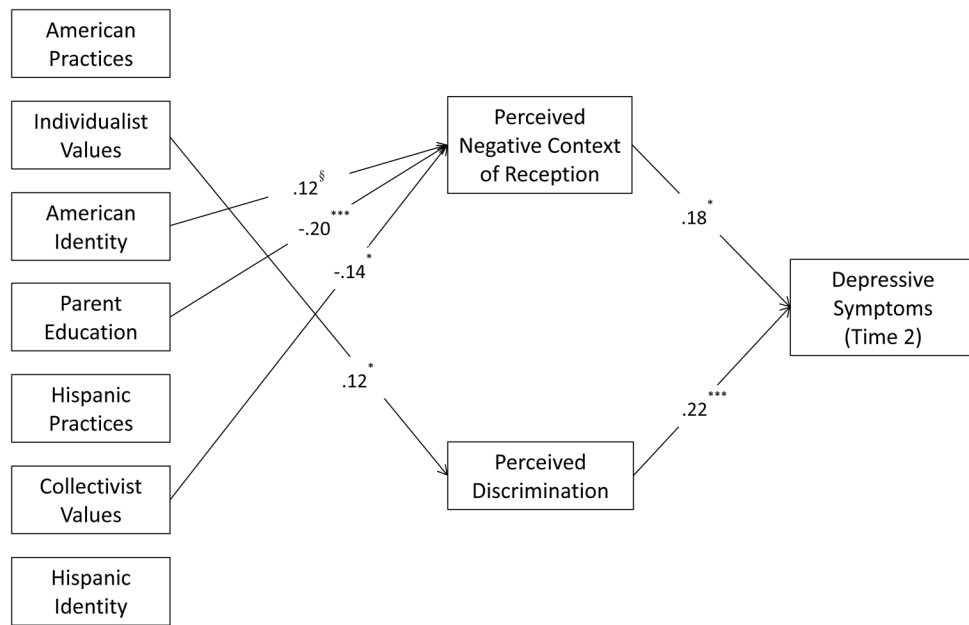 American
Practices
Individualist
Values
American
Identity
Parent
Education
Hispanic
Practices
Collectivist
Values
Hispanic
Identity
.12§
-.20***
-.14*
.12*
Perceived
Negative Context
of Reception
Perceived
Discrimination
.18*
.22***
Depressive
Symptoms
(Time 2)